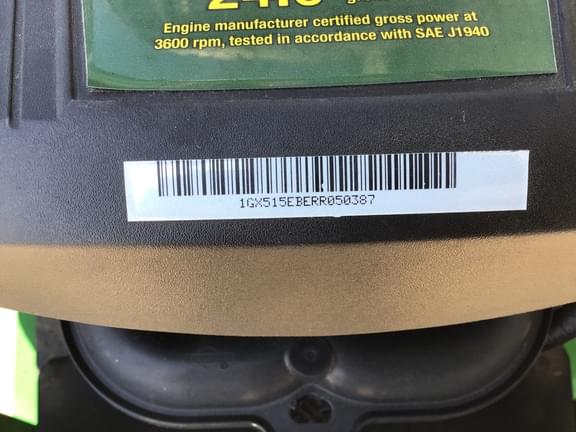 Engine manufacturer certified gross power at
3600 rpm, tested in accordance with SAE J1940
1GX515EBERR050387